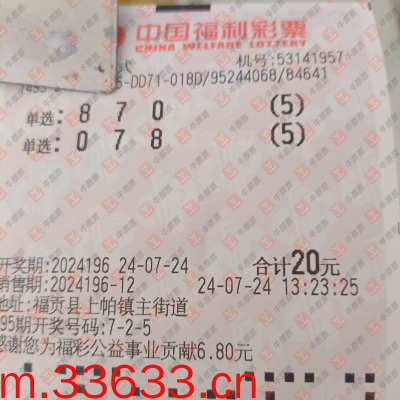 中国福利彩票
CHINA WELFARE LOTTERY
机号:53141957
-DD71-018D/95244068/84641
单选: 8 7 0 (5)
单选: 0 7 8 (5)
开奖期:2024196 24-07-24 合计20元
销售期:2024196-12 24-07-24 13:23:25
地址:福贡县上帕镇主街道
95期开奖号码:7-2-5
感谢您为福彩公益事业贡献6.80元
m.33633.cn